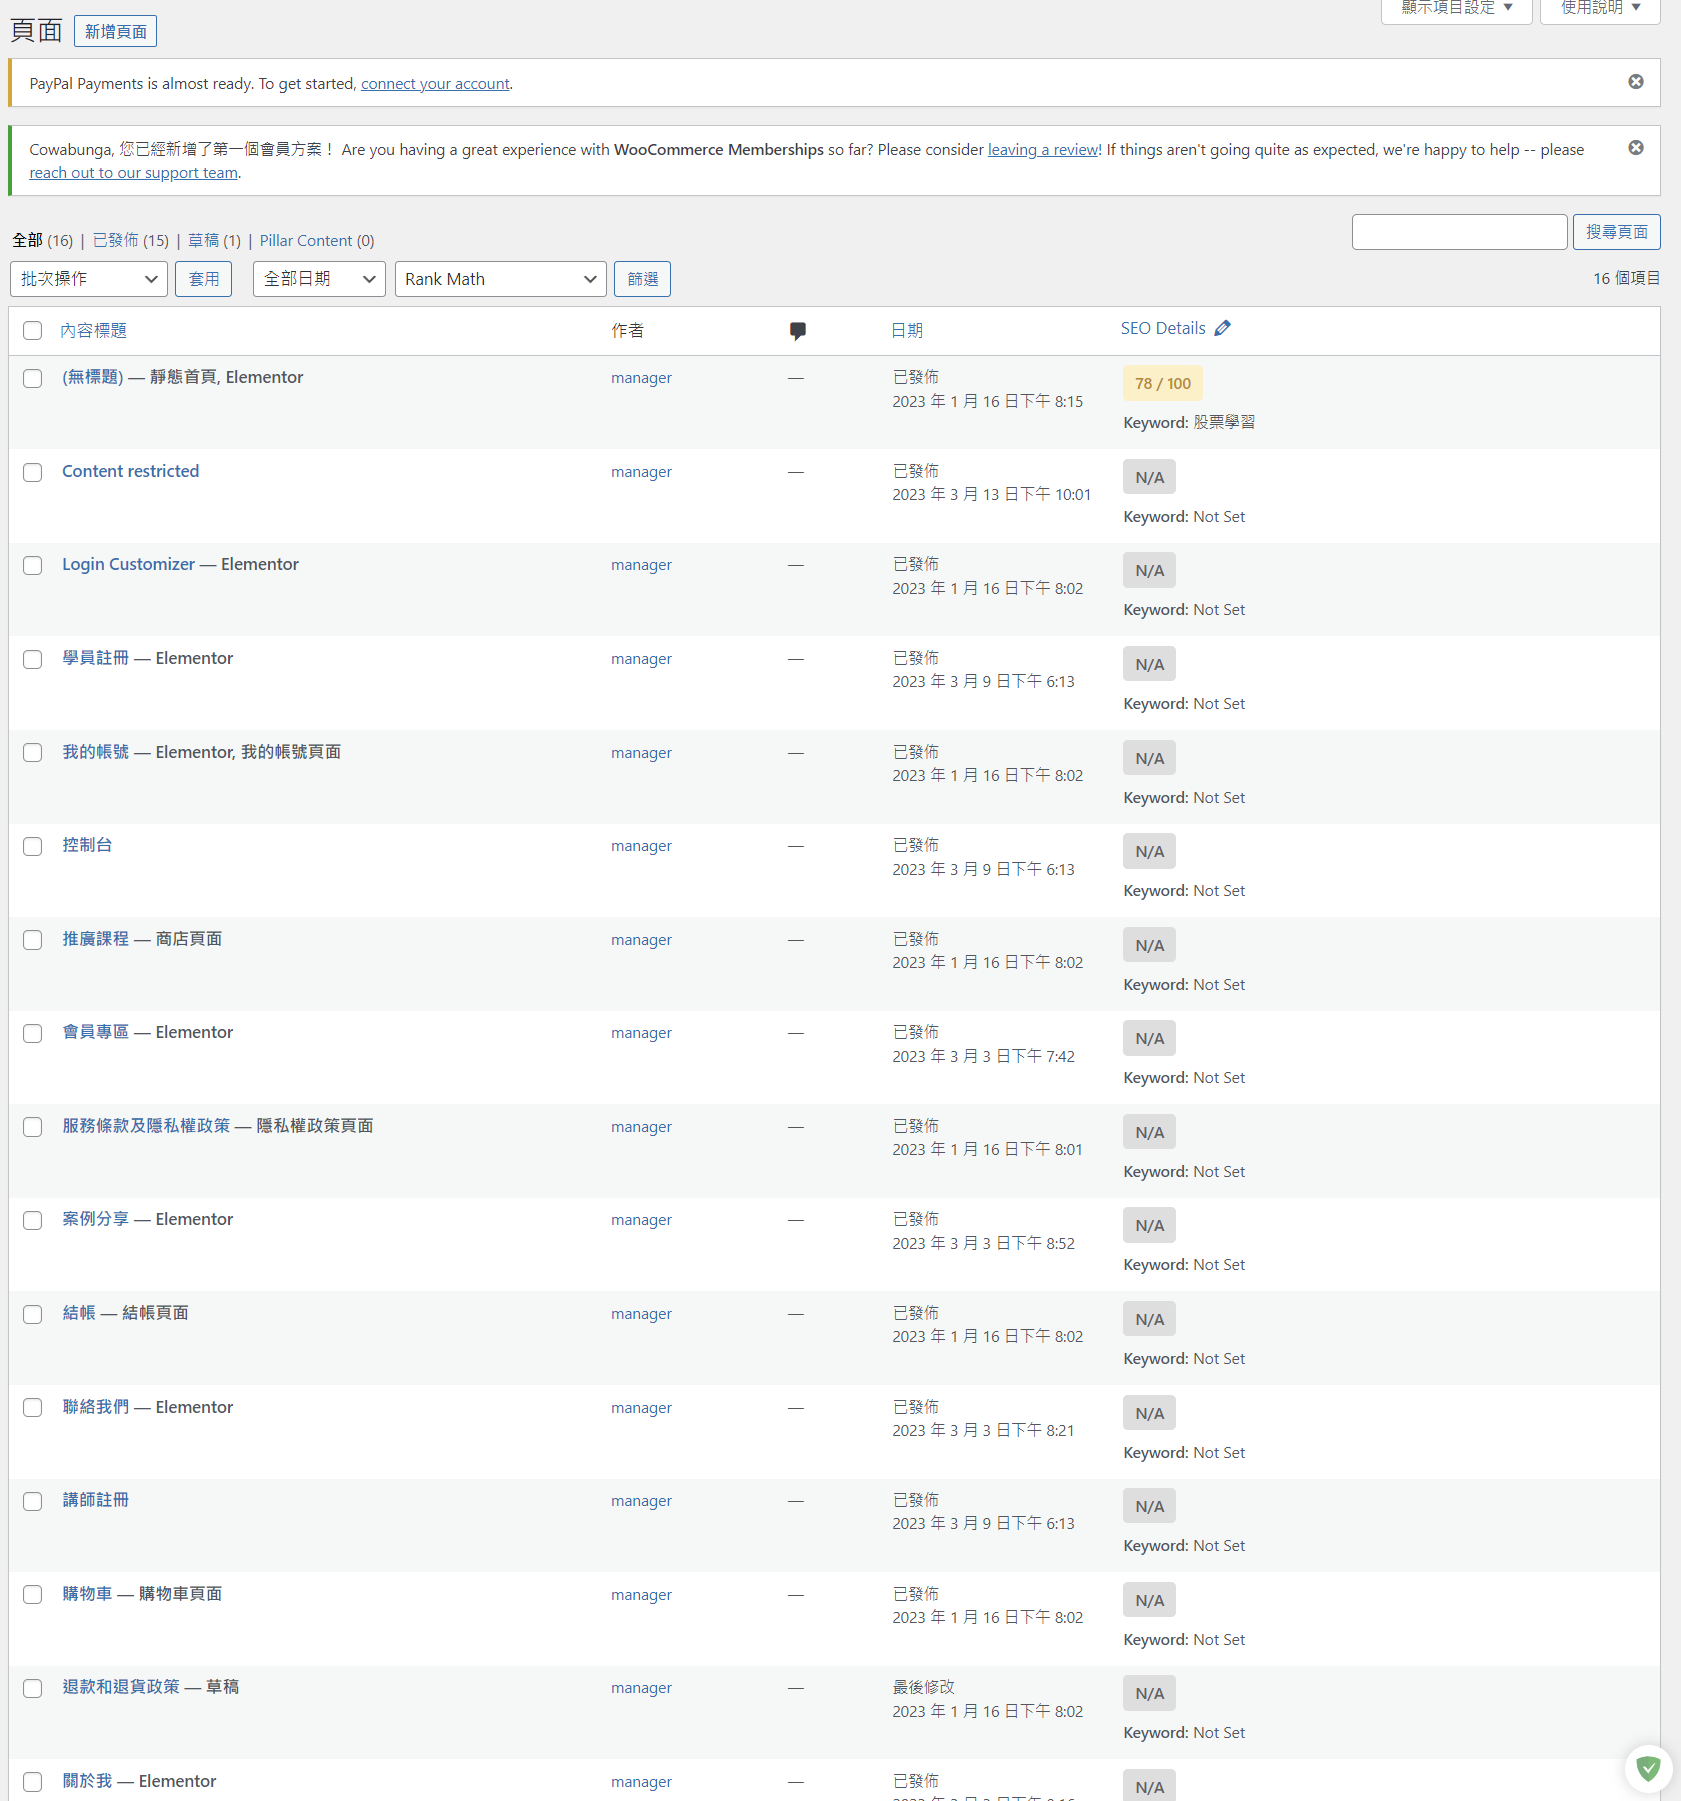 顯示項目設定 ▼
使用說明 ▼
頁面
新增頁面
PayPal Payments is almost ready. To get started, connect your account.
Cowabunga, 您已經新增了第一個會員方案！ Are you having a great experience with WooCommerce Memberships so far? Please consider leaving a review! If things aren't going quite as expected, we're happy to help -- please
reach out to our support team.
搜尋頁面
全部 (16) | 已發佈 (15) | 草稿 (1) | Pillar Content (0)
批次操作
套用
全部日期
Rank Math
篩選
16 個項目
內容標題
作者
日期
SEO Details
(無標題) — 靜態首頁, Elementor
manager
—
已發佈
2023 年 1 月 16 日下午 8:15
78 / 100
Keyword: 股票學習
Content restricted
manager
—
已發佈
2023 年 3 月 13 日下午 10:01
N/A
Keyword: Not Set
Login Customizer — Elementor
manager
—
已發佈
2023 年 1 月 16 日下午 8:02
N/A
Keyword: Not Set
學員註冊 — Elementor
manager
—
已發佈
2023 年 3 月 9 日下午 6:13
N/A
Keyword: Not Set
我的帳號 — Elementor, 我的帳號頁面
manager
—
已發佈
2023 年 1 月 16 日下午 8:02
N/A
Keyword: Not Set
控制台
manager
—
已發佈
2023 年 3 月 9 日下午 6:13
N/A
Keyword: Not Set
推廣課程 — 商店頁面
manager
—
已發佈
2023 年 1 月 16 日下午 8:02
N/A
Keyword: Not Set
會員專區 — Elementor
manager
—
已發佈
2023 年 3 月 3 日下午 7:42
N/A
Keyword: Not Set
服務條款及隱私權政策 — 隱私權政策頁面
manager
—
已發佈
2023 年 1 月 16 日下午 8:01
N/A
Keyword: Not Set
案例分享 — Elementor
manager
—
已發佈
2023 年 3 月 3 日下午 8:52
N/A
Keyword: Not Set
結帳 — 結帳頁面
manager
—
已發佈
2023 年 1 月 16 日下午 8:02
N/A
Keyword: Not Set
聯絡我們 — Elementor
manager
—
已發佈
2023 年 3 月 3 日下午 8:21
N/A
Keyword: Not Set
講師註冊
manager
—
已發佈
2023 年 3 月 9 日下午 6:13
N/A
Keyword: Not Set
購物車 — 購物車頁面
manager
—
已發佈
2023 年 1 月 16 日下午 8:02
N/A
Keyword: Not Set
退款和退貨政策 — 草稿
manager
—
最後修改
2023 年 1 月 16 日下午 8:02
N/A
Keyword: Not Set
關於我 — Elementor
manager
—
已發佈
N/A